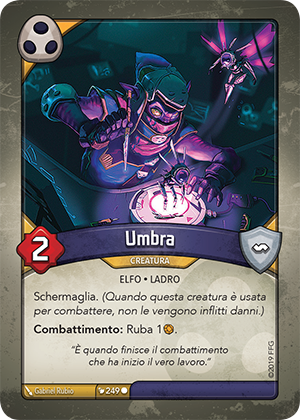 Umbra
CREATURA
2
ELFO • LADRO
Schermaglia. (Quando questa creatura è usata
per combattere, non le vengono inflitti danni.)
Combattimento: Ruba 1
“È quando finisce il combattimento
che ha inizio il vero lavoro.”
Gabriel Rubio
249
©2019 FFG